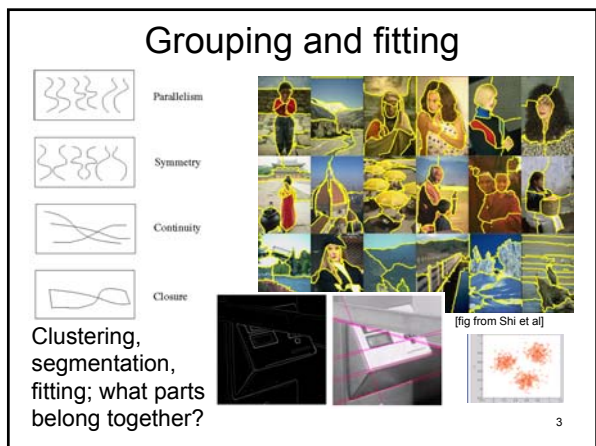 Grouping and fitting
Parallelism
Symmetry
Continuity
Closure
[fig from Shi et al]
Clustering,
segmentation,
fitting; what parts
belong together?
3